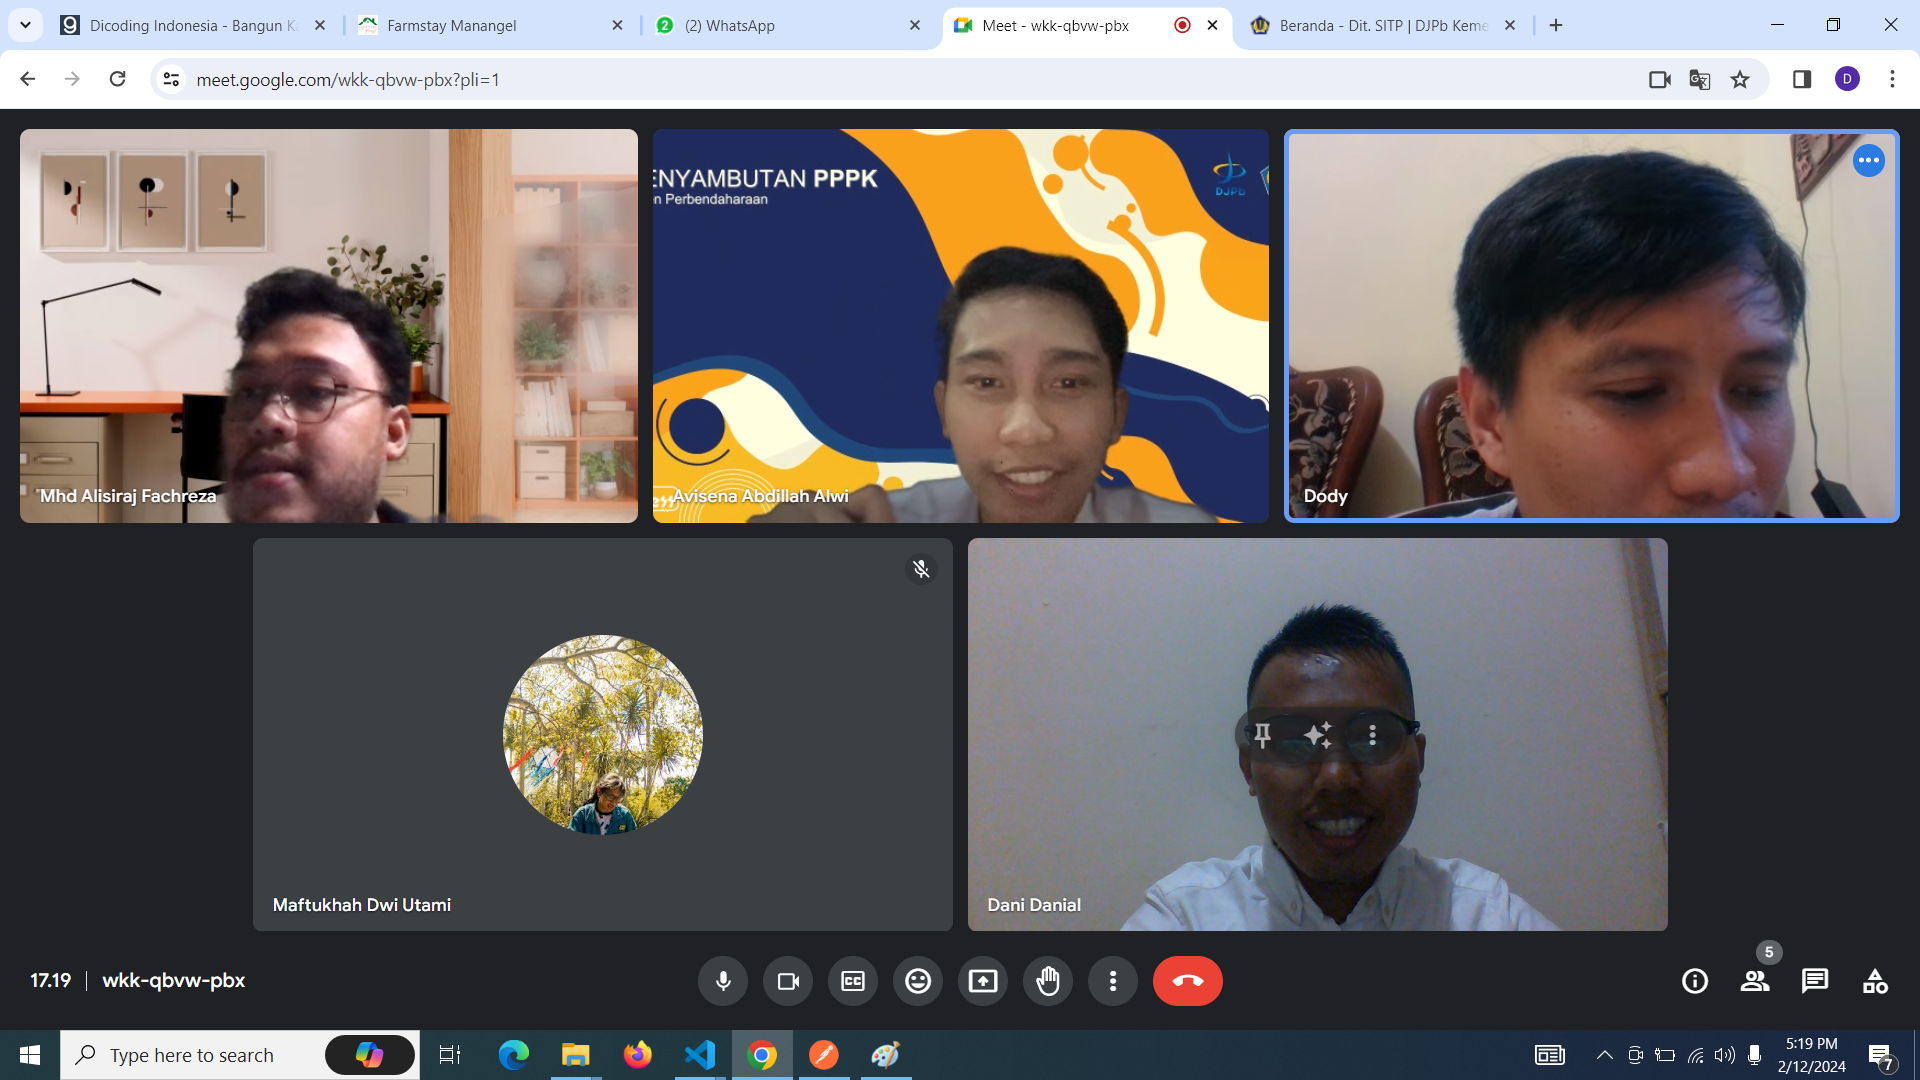 Dicoding Indonesia - Bangun Ka
Farmstay Manangel
(2) WhatsApp
Meet - wkk-qbvw-pbx
Beranda - Dit. SITP | DJPb Keme
meet.google.com/wkk-qbvw-pbx?pli=1
D
ENYAMBUTAN PPPK
n Perbendaharaan
DJPb
Mhd Alisiraj Fachreza
Avisena Abdillah Alwi
Dody
Maftukhah Dwi Utami
Dani Danial
17.19
wkk-qbvw-pbx
CC
5
Type here to search
5:19 PM
2/12/2024
7